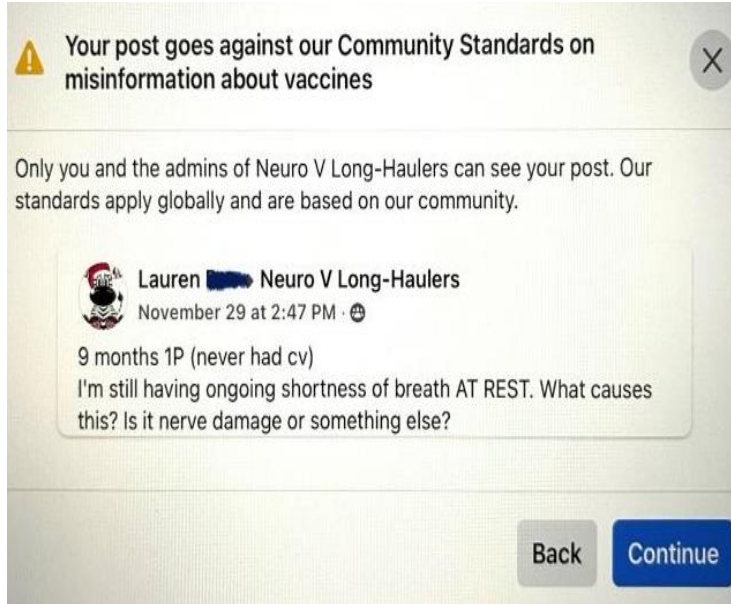 Your post goes against our Community Standards on
misinformation about vaccines
Only you and the admins of Neuro V Long-Haulers can see your post. Our
standards apply globally and are based on our community.
Lauren Neuro V Long-Haulers
November 29 at 2:47 PM ·
9 months 1P (never had cv)
I'm still having ongoing shortness of breath AT REST. What causes
this? Is it nerve damage or something else?
Back Continue